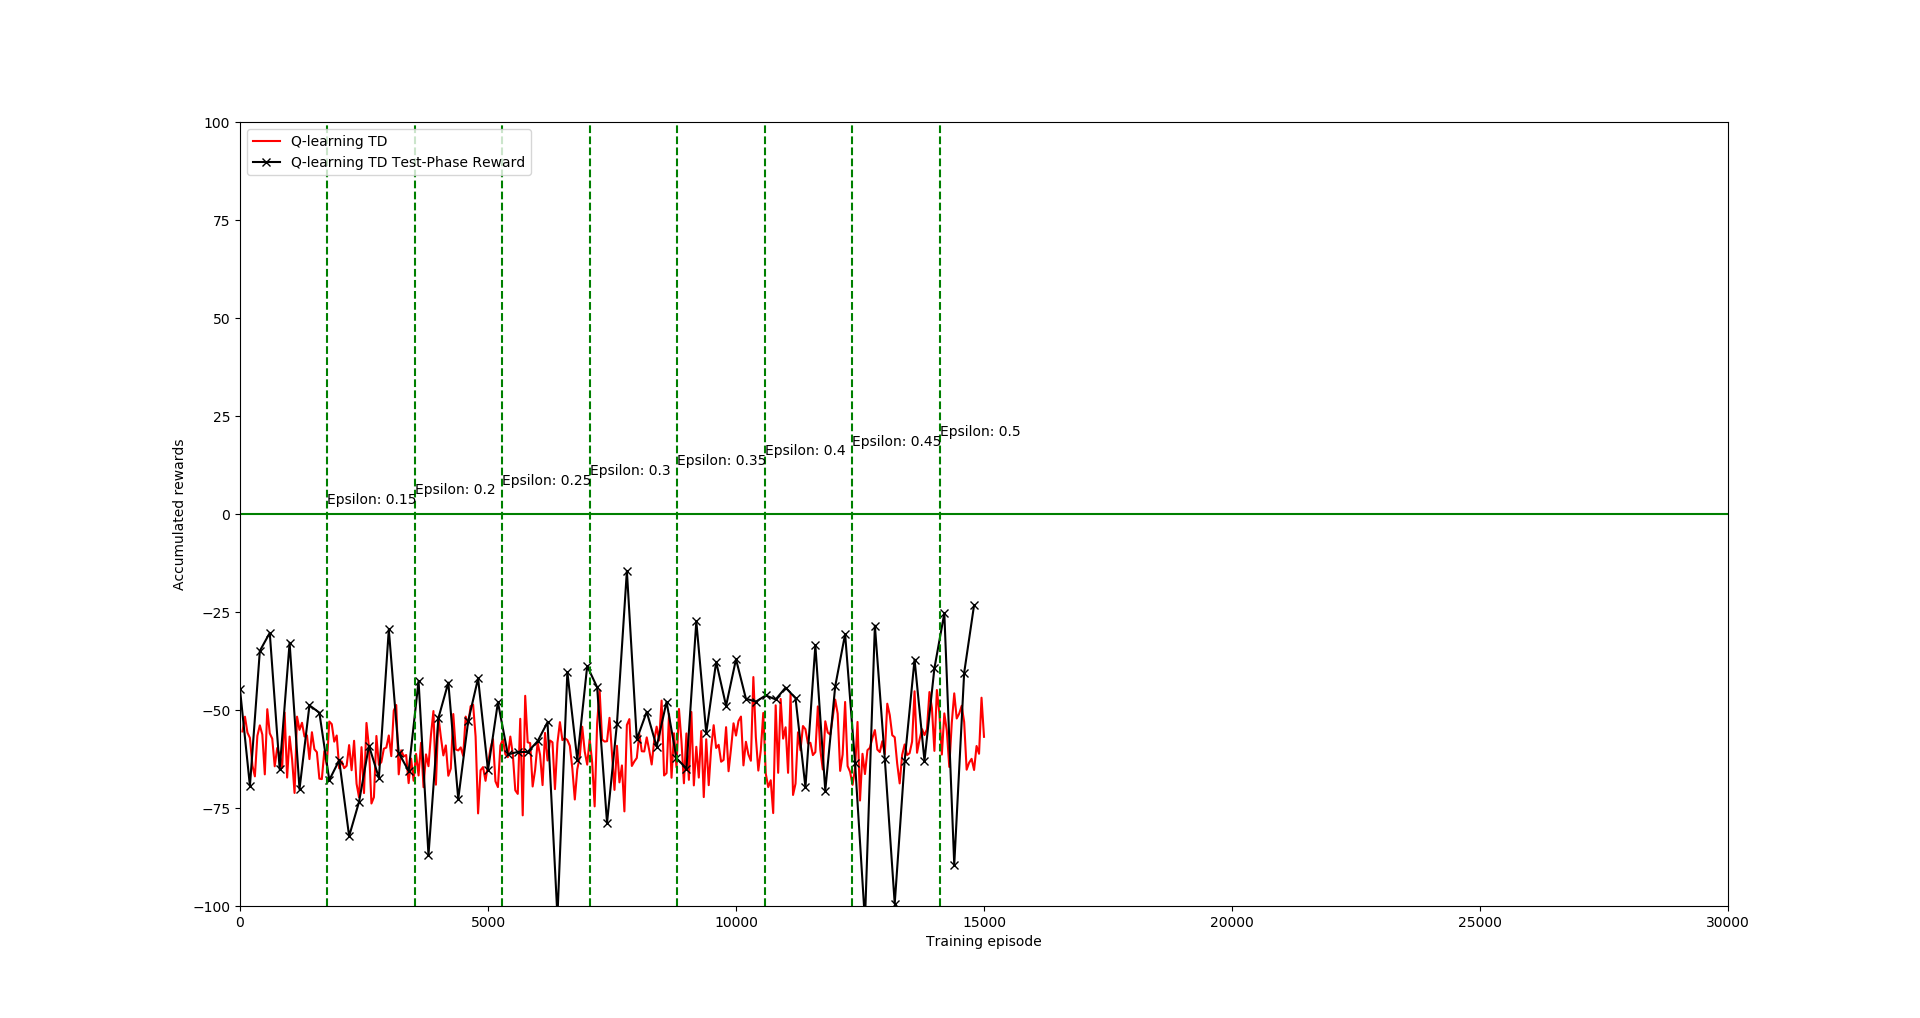 Q-learning TD
Q-learning TD Test-Phase Reward
100
75
50
25
0
−25
−50
−75
−100
Accumulated rewards
Epsilon: 0.15
Epsilon: 0.2
Epsilon: 0.25
Epsilon: 0.3
Epsilon: 0.35
Epsilon: 0.4
Epsilon: 0.45
Epsilon: 0.5
0 5000 10000 15000 20000 25000 30000
Training episode